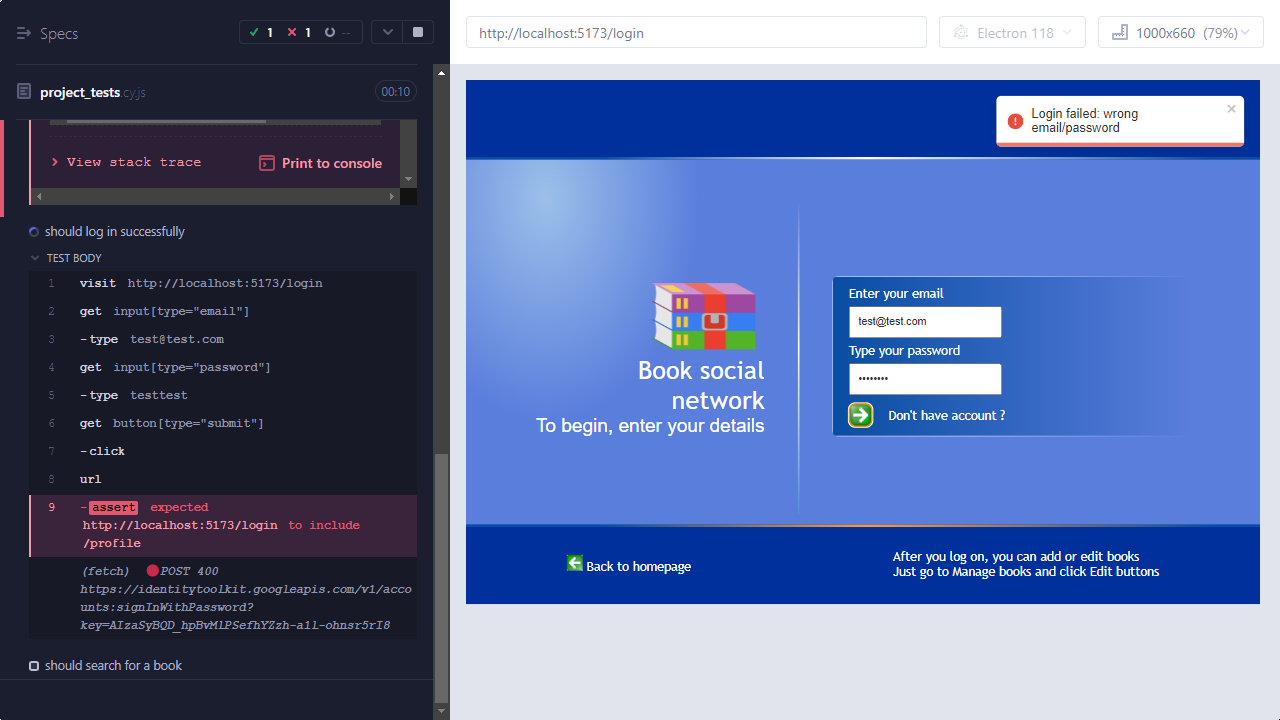 Specs
1
1
--
project_tests.cy.js
00:10
View stack trace
Print to console
should log in successfully
TEST BODY
1 visit http://localhost:5173/login
2 get input[type="email"]
3 -type test@test.com
4 get input[type="password"]
5 -type testtest
6 get button[type="submit"]
7 -click
8 url
9 -assert expected
http://localhost:5173/login to include
/profile
(fetch) POST 400
https://identitytoolkit.googleapis.com/v1/acco
unts:signInWithPassword?
key=AIzaSyBQD_hpBvMlPSefhYZzh-a1l-ohnsr5rI8
should search for a book
http://localhost:5173/login
Electron 118
1000x660 (79%)
Login failed: wrong
email/password
Book social
network
To begin, enter your details
Enter your email
test@test.com
Type your password
••••••••
Don't have account ?
Back to homepage
After you log on, you can add or edit books
Just go to Manage books and click Edit buttons